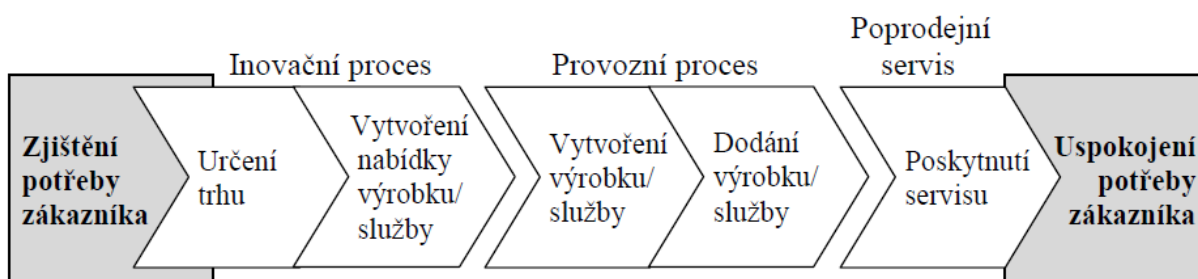 Inovační proces
Provozní proces
Poprodejní
servis
Zjištění
potřeby
zákazníka
Určení
trhu
Vytvoření
nabídky
výrobku/
služby
Vytvoření
výrobku/
služby
Dodání
výrobku/
služby
Poskytnutí
servisu
Uspokojení
potřeby
zákazníka